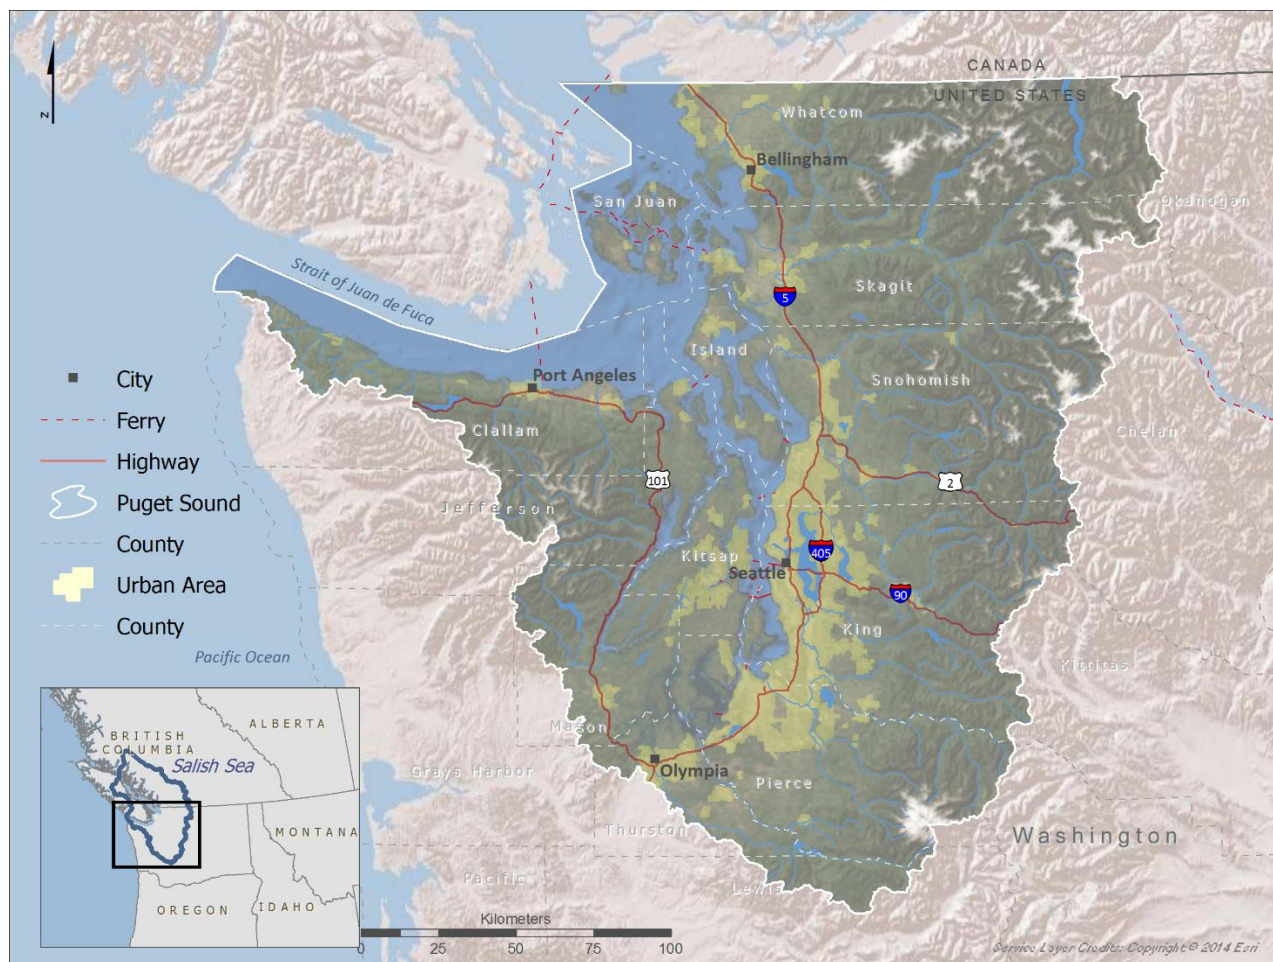 CANADA
UNITED STATES
N
Whatcom
Bellingham
San Juan
Okanogan
Strait of Juan de Fuca
Skagit
5
Island
Port Angeles
Snohomish
Clallam
Chelan
101
2
Jefferson
405
Kitsap
Seattle
90
King
Kittitas
City
Ferry
Highway
Puget Sound
County
Urban Area
County
Pacific Ocean
Mason
Olympia
Grays Harbor
Pierce
Thurston
Washington
Pacific
Lewis
ALBERTA
BRITISH
COLUMBIA
Salish Sea
MONTANA
OREGON
IDAHO
Kilometers
0 25 50 75 100
Service Layer Credits: Copyright:© 2014 Esri